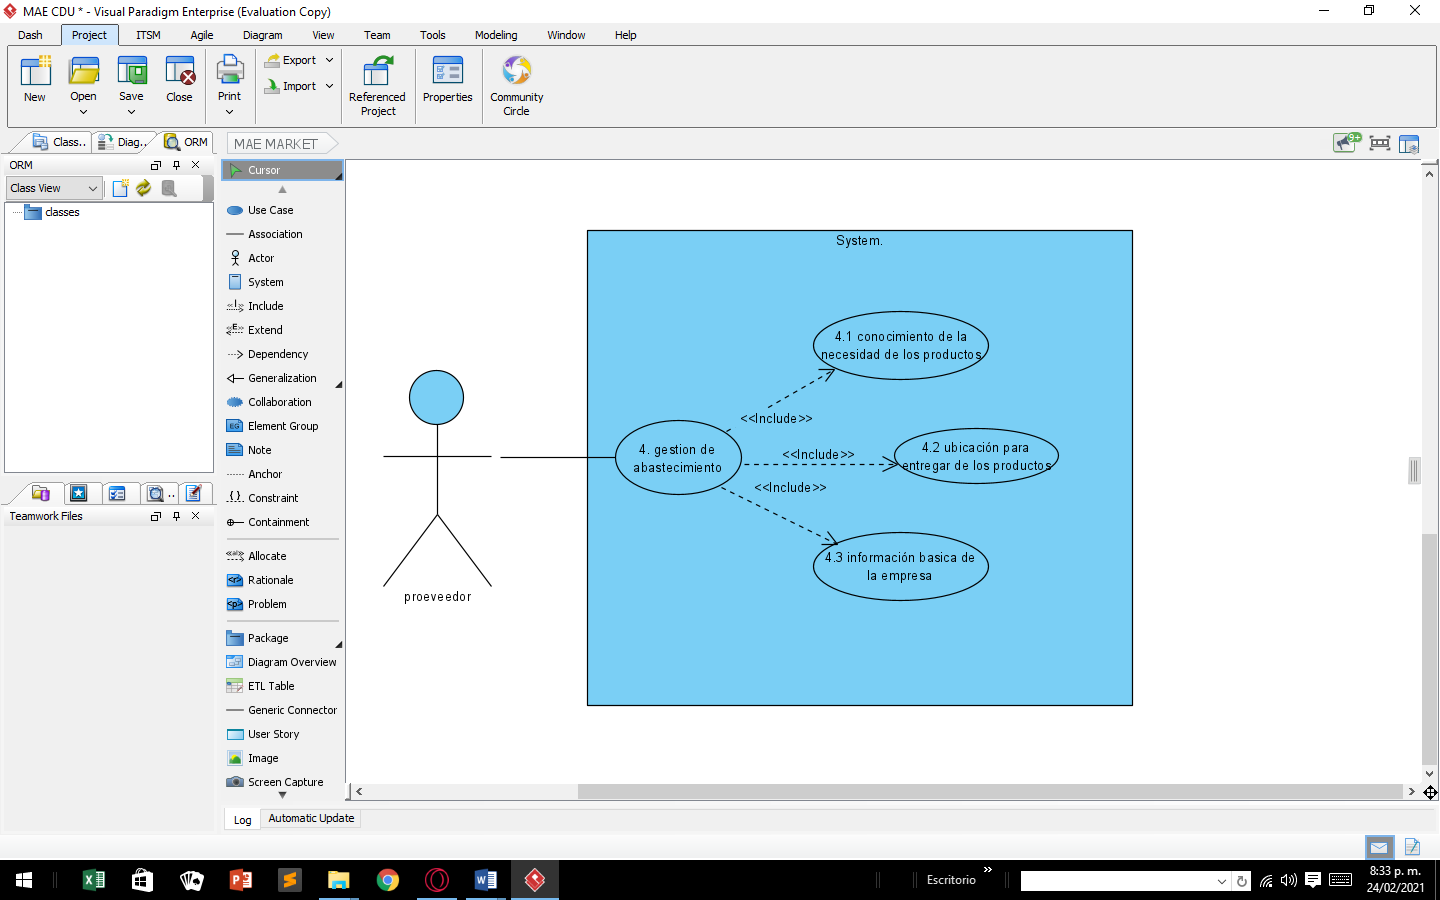 MAE CDU * - Visual Paradigm Enterprise (Evaluation Copy)
Dash Project ITSM Agile Diagram View Team Tools Modeling Window Help
New Open Save Close Print
Export
Import
Referenced
Project
Properties
Community
Circle
Class.. Diag.. ORM
MAE MARKET
9+
ORM
Class View
classes
Teamwork Files
Cursor
Use Case
Association
Actor
System
Include
Extend
Dependency
Generalization
Collaboration
Element Group
Note
Anchor
Constraint
Containment
Allocate
Rationale
Problem
Package
Diagram Overview
ETL Table
Generic Connector
User Story
Image
Screen Capture
System.
4.1 conocimiento de la
necesidad de los productos
<<Include>>
4. gestion de
abastecimiento
<<Include>>
4.2 ubicación para
entregar de los productos
<<Include>>
4.3 información basica de
la empresa
proeveedor
Log Automatic Update
Escritorio
8:33 p. m.
24/02/2021